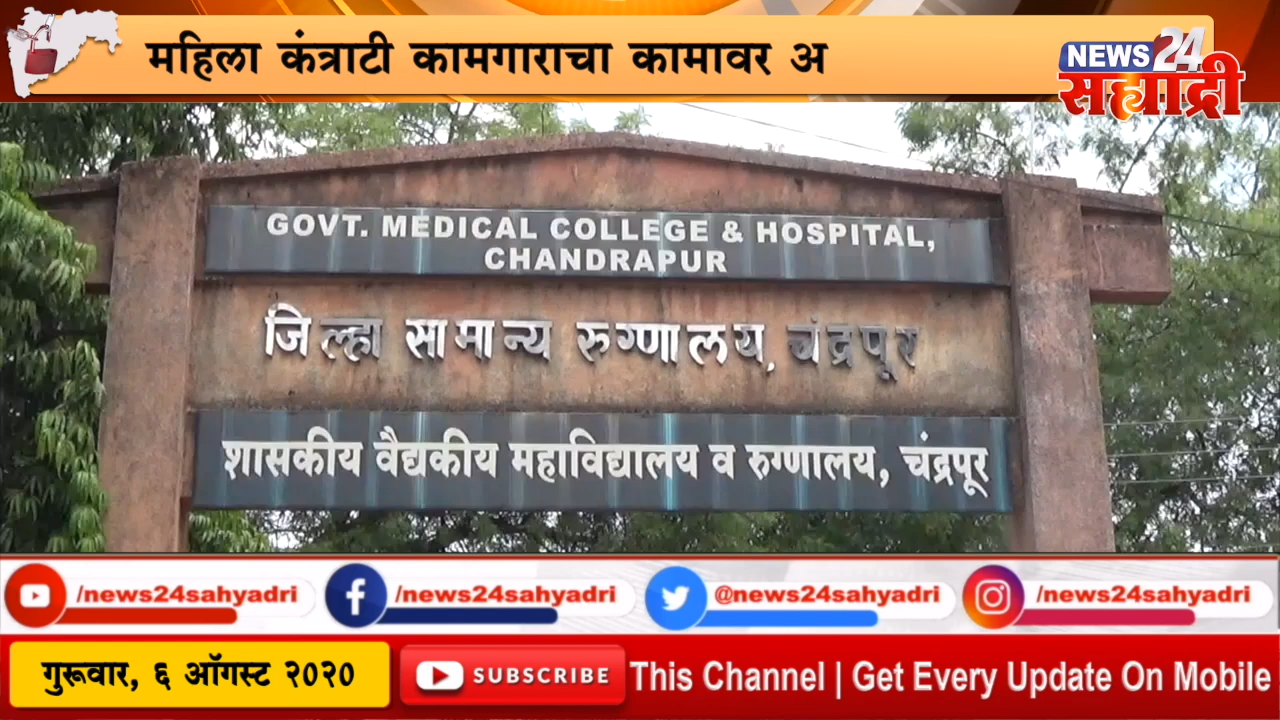 महिला कंत्राटी कामगाराचा कामावर अ
NEWS 24
सह्याद्री
GOVT. MEDICAL COLLEGE & HOSPITAL,
CHANDRAPUR
जिल्हा सामान्य रुग्णालय, चंद्रपूर
शासकीय वैद्यकीय महाविद्यालय व रुग्णालय, चंद्रपूर
/news24sahyadri /news24sahyadri @news24sahyadri /news24sahyadri
गुरूवार, ६ ऑगस्ट २०२० SUBSCRIBE This Channel | Get Every Update On Mobile